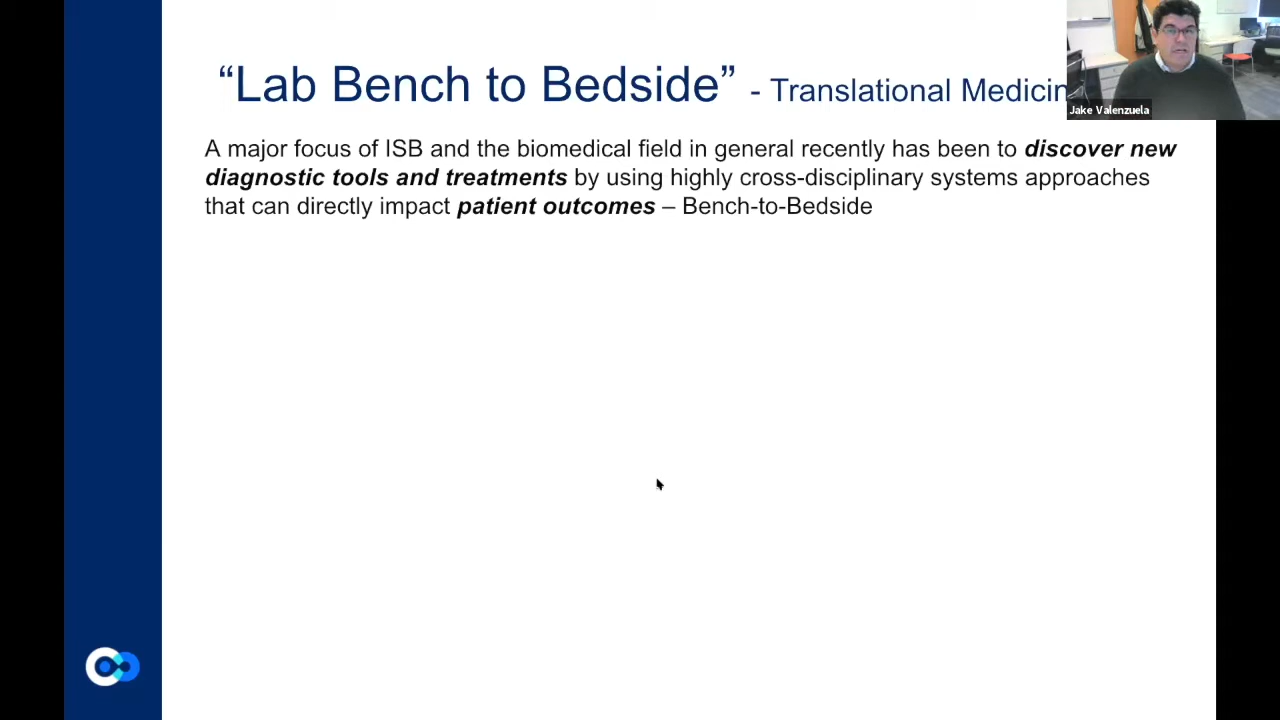 “Lab Bench to Bedside” - Translational Medicin
Jake Valenzuela
A major focus of ISB and the biomedical field in general recently has been to discover new
diagnostic tools and treatments by using highly cross-disciplinary systems approaches
that can directly impact patient outcomes – Bench-to-Bedside